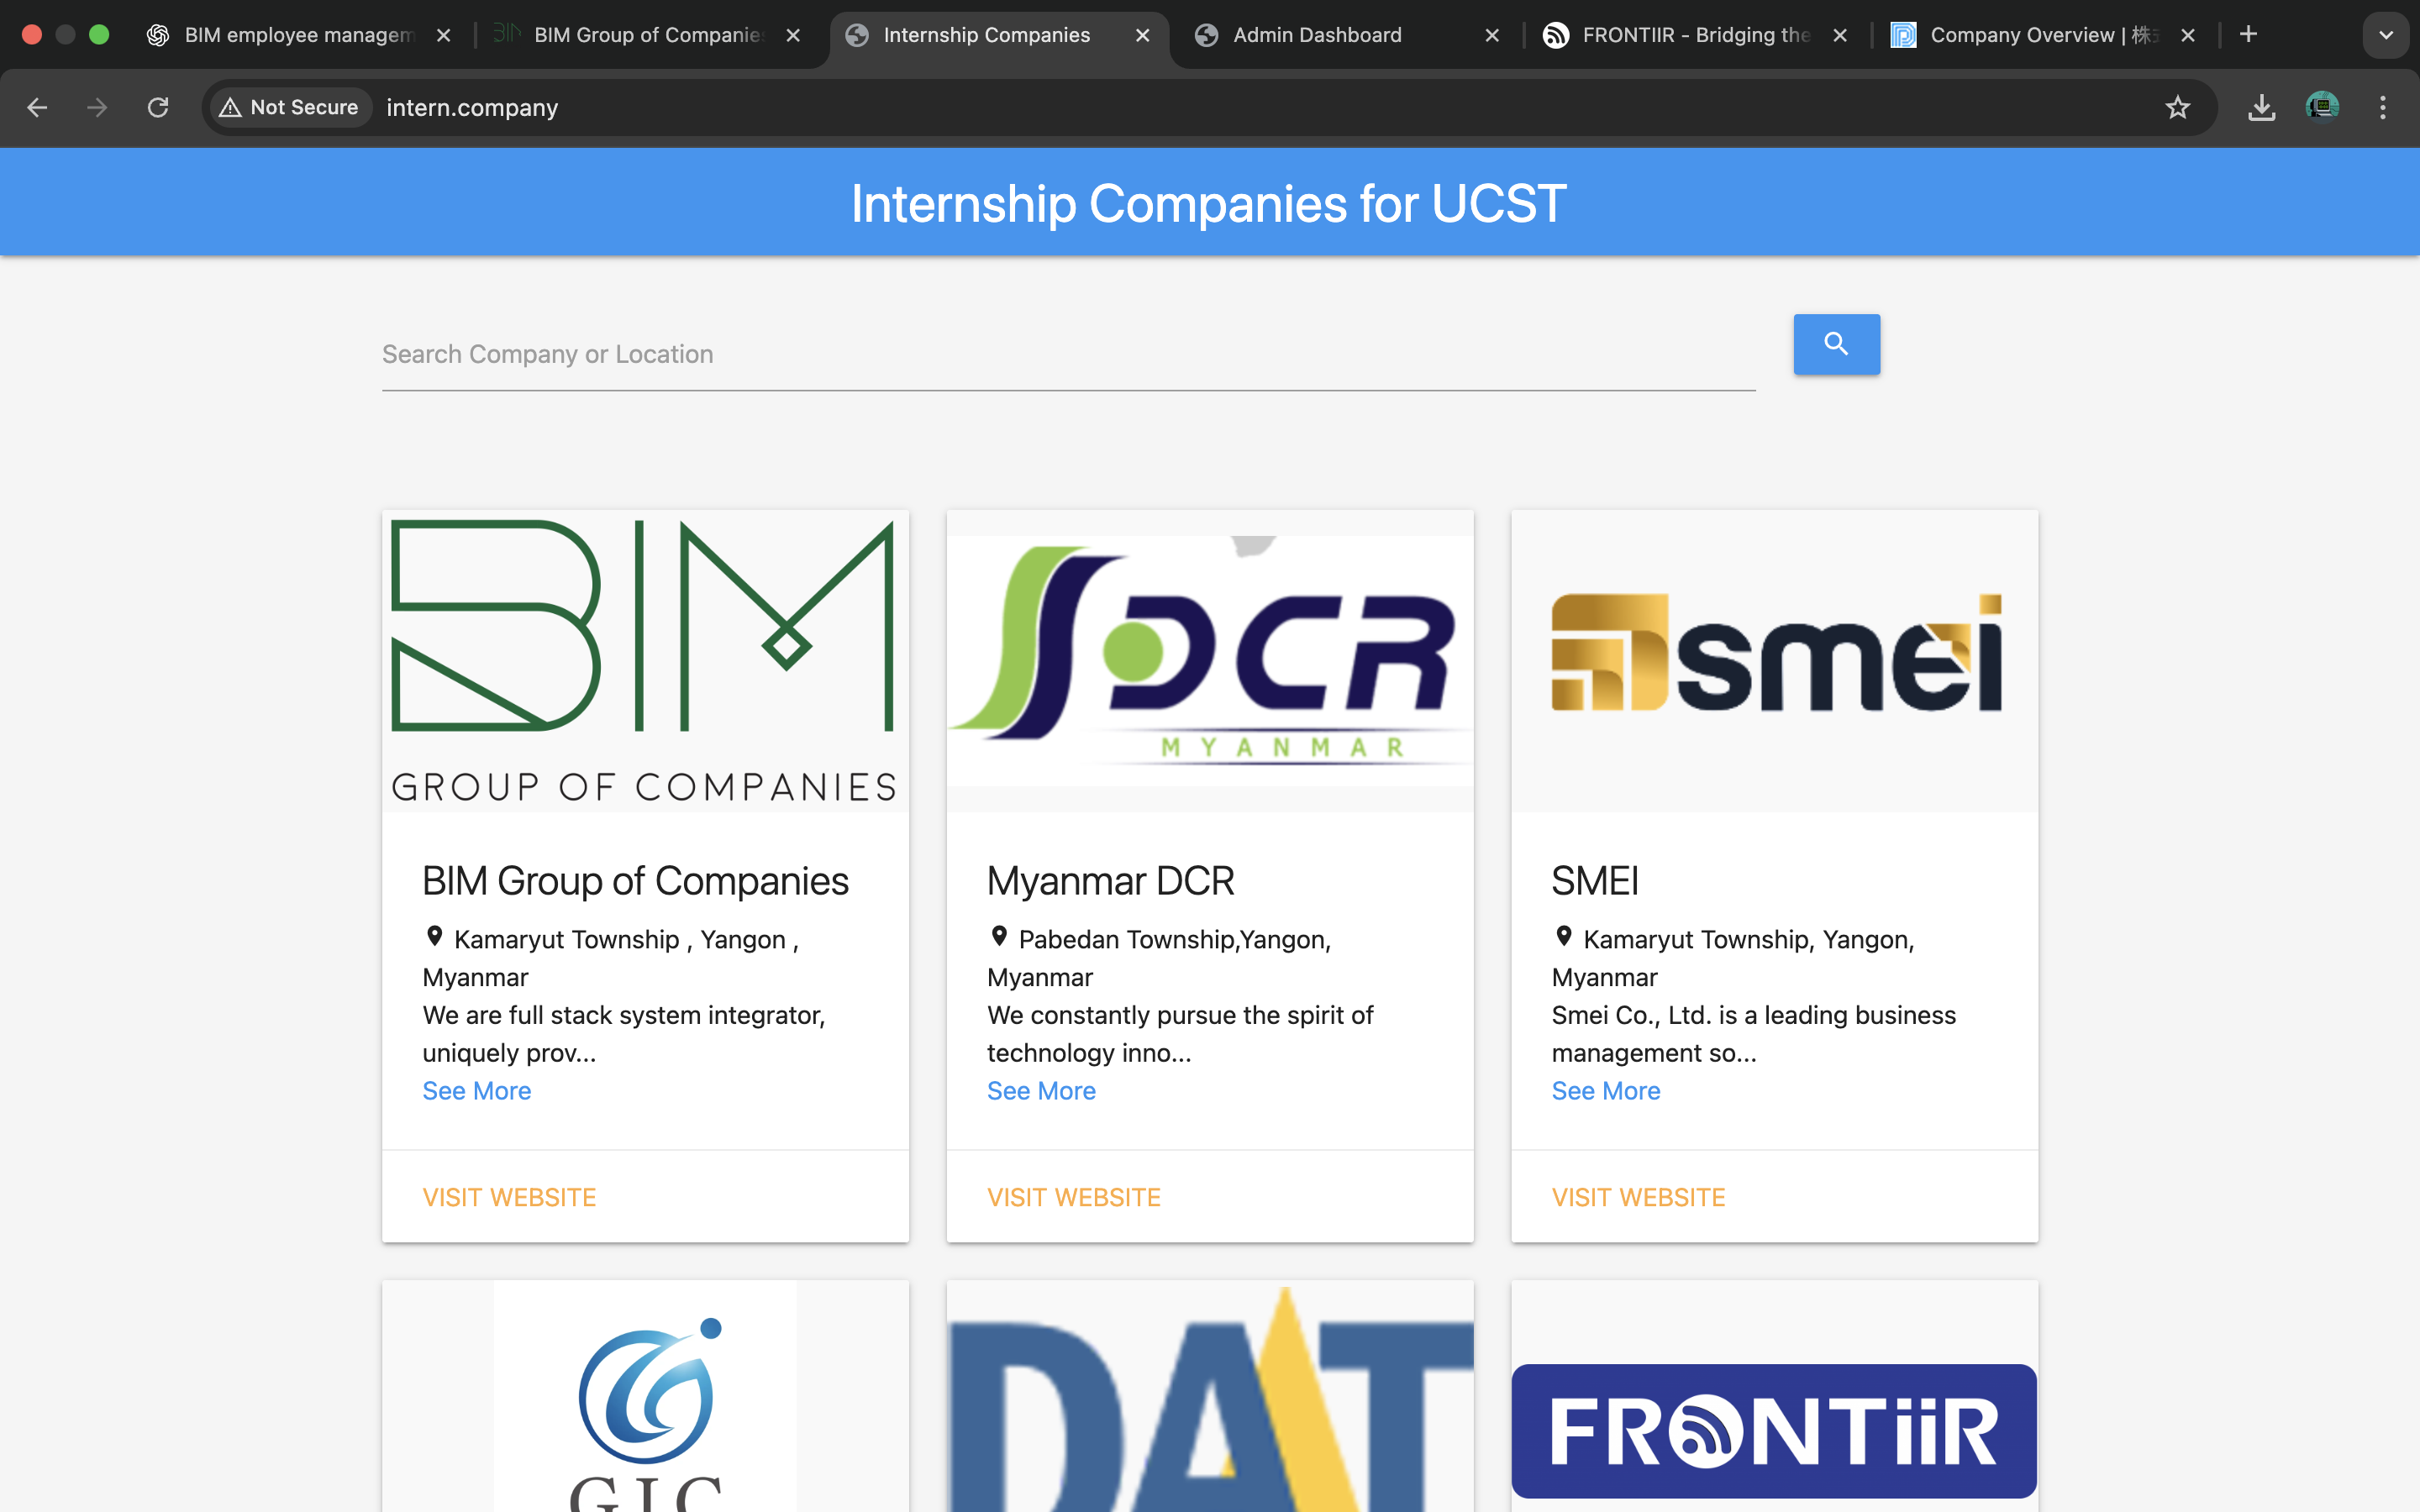 BIM employee managem
BIM Group of Companie
Internship Companies
Admin Dashboard
FRONTIIR - Bridging the
Company Overview | 株
Not Secure
intern.company
Internship Companies for UCST
Search Company or Location
BIM
GROUP OF COMPANIES
DCR
MYANMAR
smei
BIM Group of Companies
Kamaryut Township , Yangon ,
Myanmar
We are full stack system integrator,
uniquely prov...
See More
VISIT WEBSITE
Myanmar DCR
Pabedan Township,Yangon,
Myanmar
We constantly pursue the spirit of
technology inno...
See More
VISIT WEBSITE
SMEI
Kamaryut Township, Yangon,
Myanmar
Smei Co., Ltd. is a leading business
management so...
See More
VISIT WEBSITE
GIC
DAT
FRONTiiR